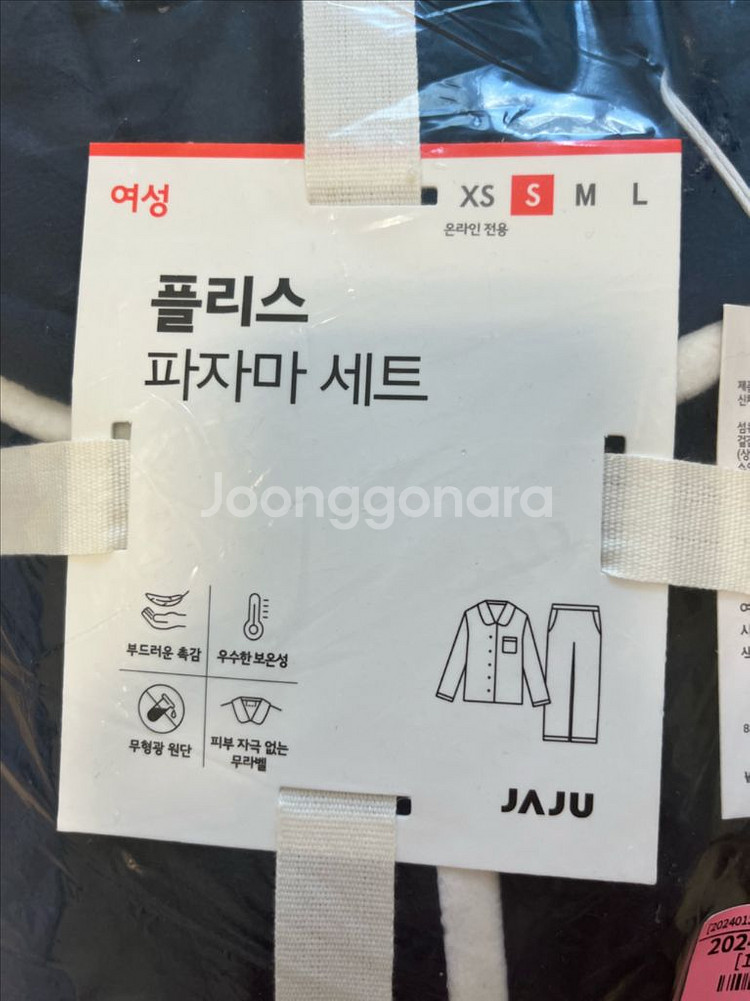 여성
XS S M L
온라인 전용
플리스
파자마 세트
Joonggonara
부드러운 촉감
우수한 보온성
무형광 원단
피부 자극 없는
무라벨
JAJU